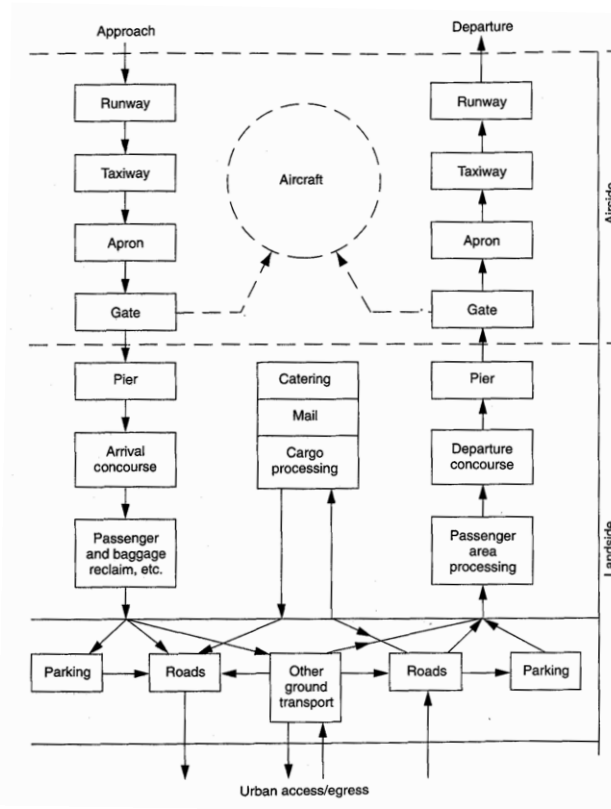 Approach
Departure
Runway
Runway
Taxiway
Aircraft
Taxiway
Airside
Apron
Apron
Gate
Gate
Pier
Catering
Pier
Mail
Arrival
concourse
Cargo
processing
Departure
concourse
Passenger
and baggage
reclaim, etc.
Passenger
area
processing
Landside
Parking
Roads
Other
ground
transport
Roads
Parking
Urban access/egress